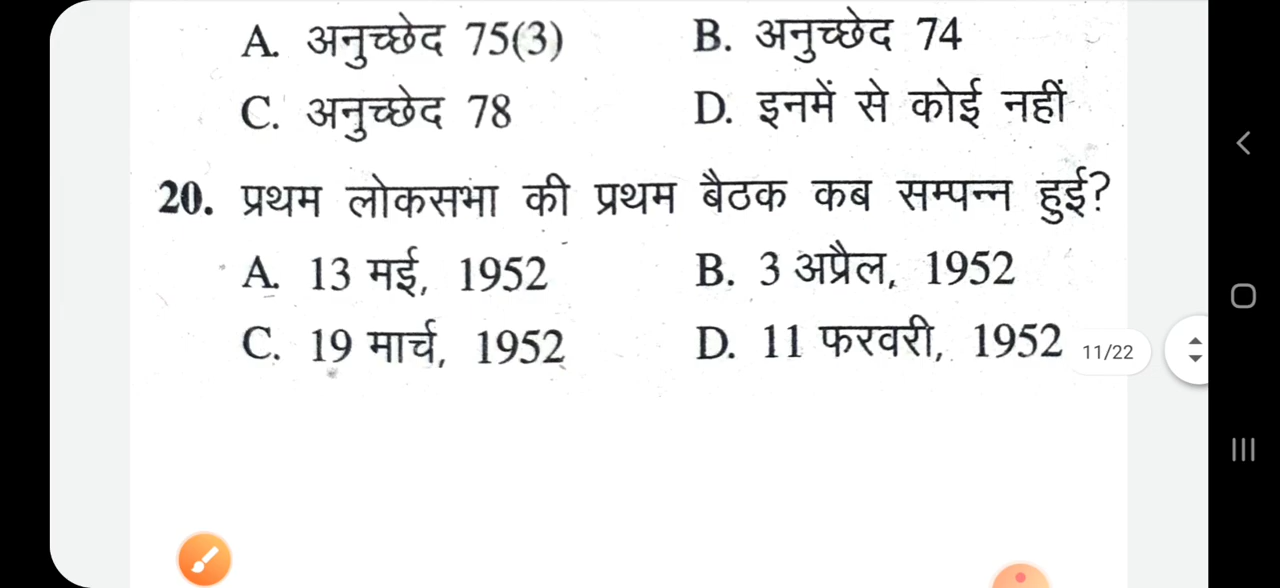 A. अनुच्छेद 75(3) B. अनुच्छेद 74
C. अनुच्छेद 78 D. इनमें से कोई नहीं
20. प्रथम लोकसभा की प्रथम बैठक कब सम्पन्न हुई?
A. 13 मई, 1952 B. 3 अप्रैल, 1952
C. 19 मार्च, 1952 D. 11 फरवरी, 1952
11/22